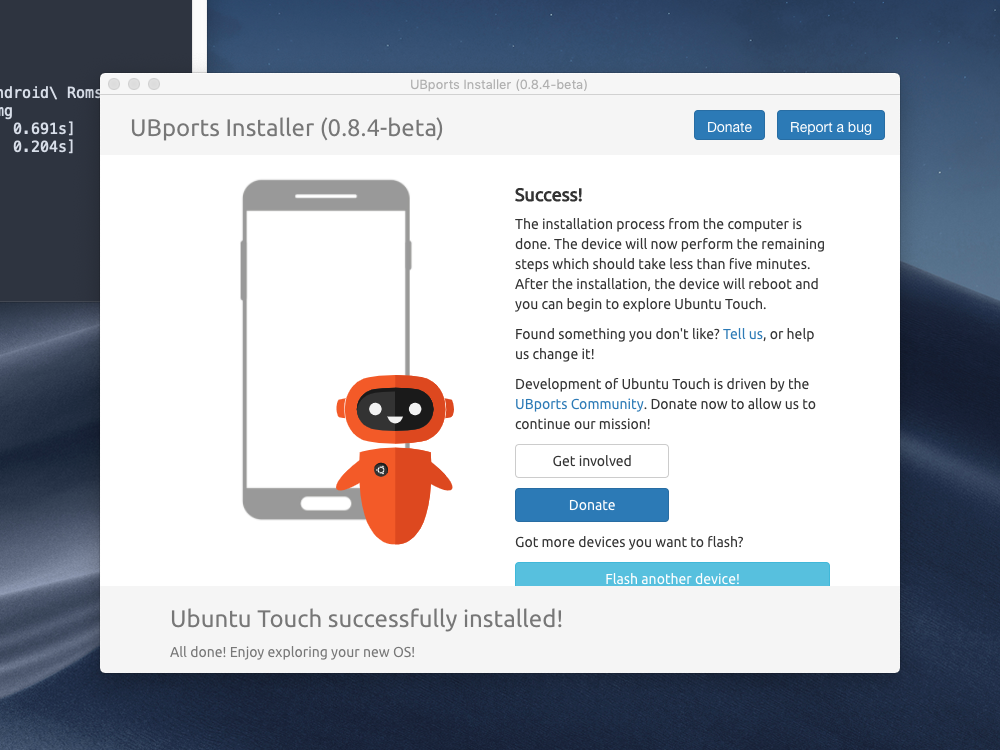 ndroid\ Roms
mg
0.691s]
0.204s]
UBports Installer (0.8.4-beta)
UBports Installer (0.8.4-beta)
Donate
Report a bug
Success!
The installation process from the computer is
done. The device will now perform the remaining
steps which should take less than five minutes.
After the installation, the device will reboot and
you can begin to explore Ubuntu Touch.
Found something you don't like? Tell us, or help
us change it!
Development of Ubuntu Touch is driven by the
UBports Community. Donate now to allow us to
continue our mission!
Get involved
Donate
Got more devices you want to flash?
Flash another device!
Ubuntu Touch successfully installed!
All done! Enjoy exploring your new OS!